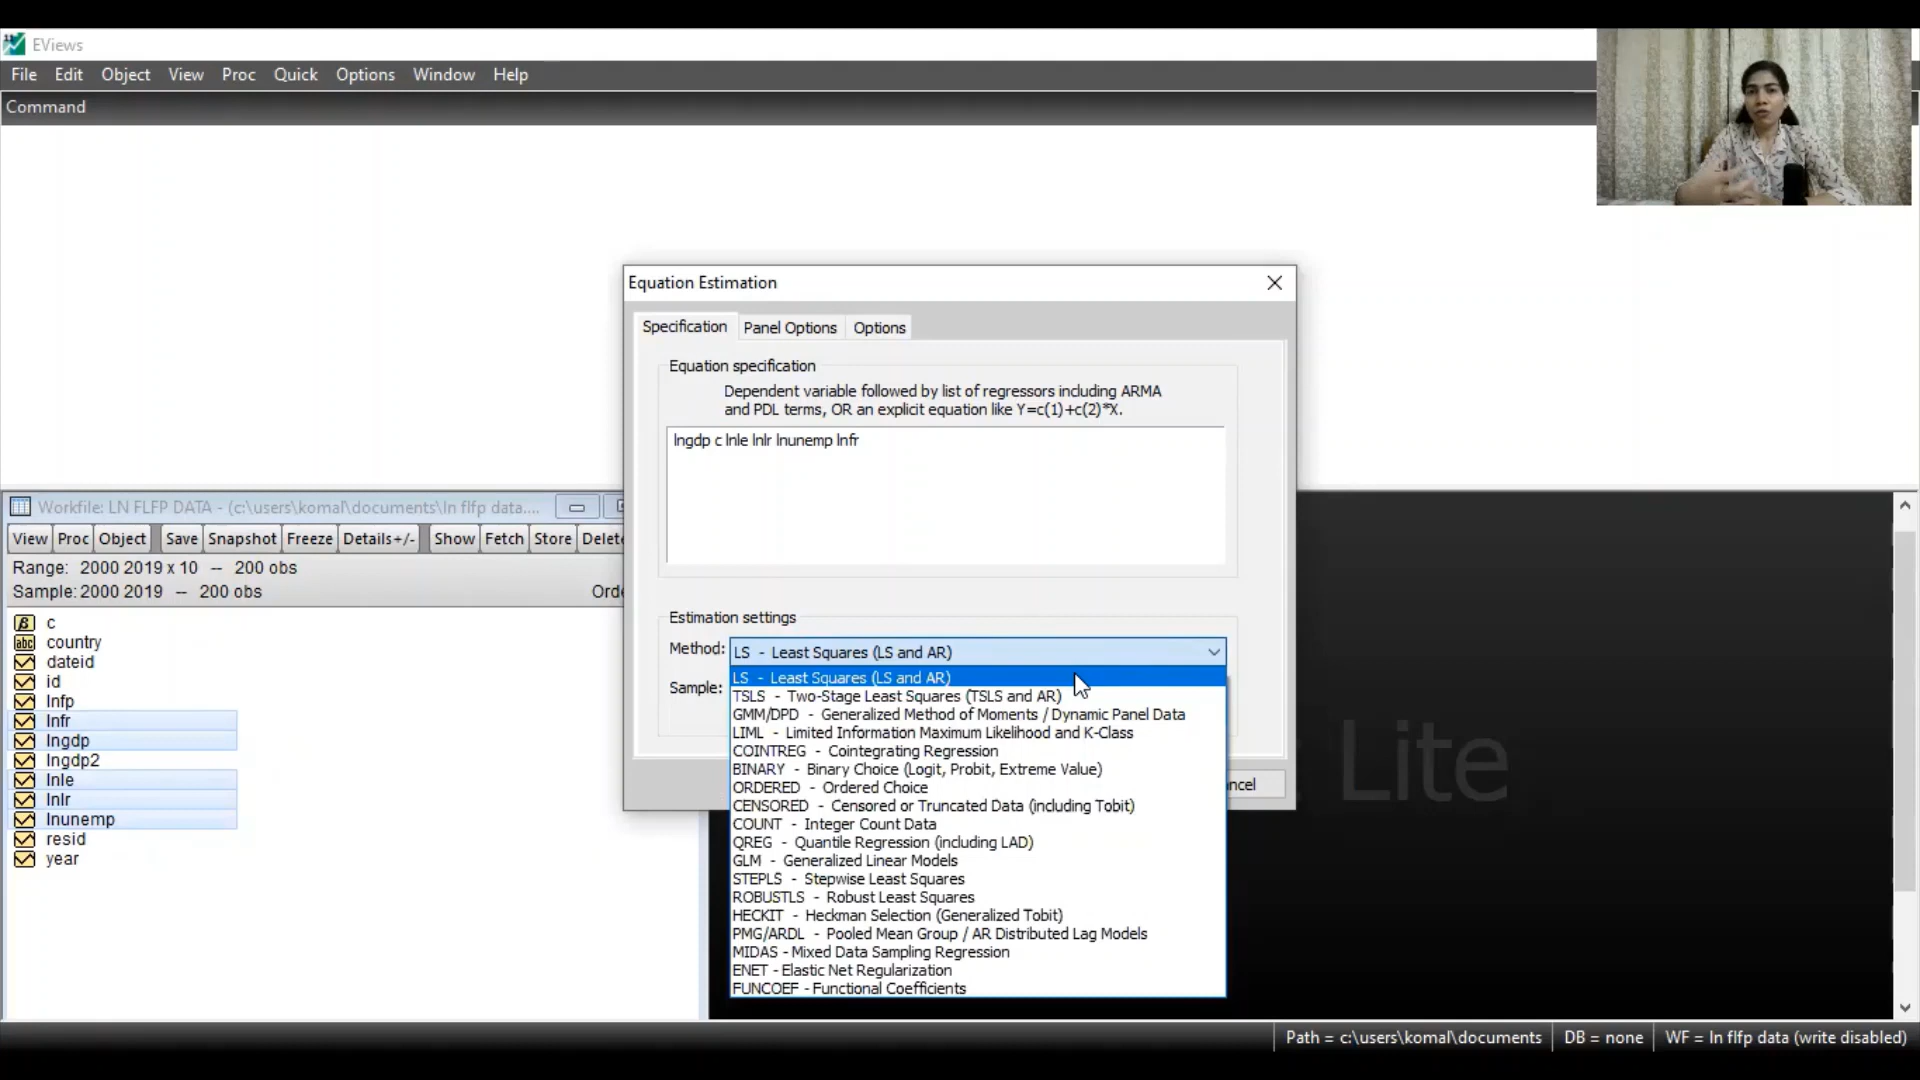 EViews
File Edit Object View Proc Quick Options Window Help
Command
Equation Estimation
Specification Panel Options Options
Equation specification
Dependent variable followed by list of regressors including ARMA
and PDL terms, OR an explicit equation like Y=c(1)+c(2)*X.
lngdp c lnle lnlr lnunemp lnfr
Estimation settings
Method: LS - Least Squares (LS and AR)
Sample:
LS - Least Squares (LS and AR)
TSLS - Two-Stage Least Squares (TSLS and AR)
GMM/DPD - Generalized Method of Moments / Dynamic Panel Data
LIML - Limited Information Maximum Likelihood and K-Class
COINTREG - Cointegrating Regression
BINARY - Binary Choice (Logit, Probit, Extreme Value)
ORDERED - Ordered Choice
CENSORED - Censored or Truncated Data (including Tobit)
COUNT - Integer Count Data
QREG - Quantile Regression (including LAD)
GLM - Generalized Linear Models
STEPLS - Stepwise Least Squares
ROBUSTLS - Robust Least Squares
HECKIT - Heckman Selection (Generalized Tobit)
PMG/ARDL - Pooled Mean Group / AR Distributed Lag Models
MIDAS - Mixed Data Sampling Regression
ENET - Elastic Net Regularization
FUNCOEF - Functional Coefficients
ncel
Lite
Workfile: LN FLFP DATA - (c:\users\komal\documents\ln flfp data....
View Proc Object Save Snapshot Freeze Details+/- Show Fetch Store Delete
Range: 2000 2019 x 10 -- 200 obs
Sample: 2000 2019 -- 200 obs Orde
c
country
dateid
id
lnfp
lnfr
lngdp
lngdp2
lnle
lnlr
lnunemp
resid
year
Path = c:\users\komal\documents DB = none WF = ln flfp data (write disabled)